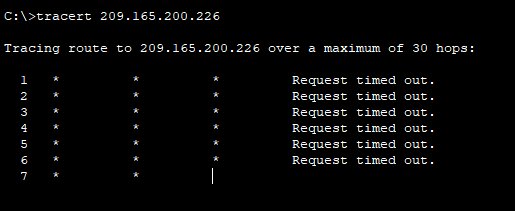 C:\>tracert 209.165.200.226
Tracing route to 209.165.200.226 over a maximum of 30 hops:
1 * * * Request timed out.
2 * * * Request timed out.
3 * * * Request timed out.
4 * * * Request timed out.
5 * * * Request timed out.
6 * * * Request timed out.
7 * *